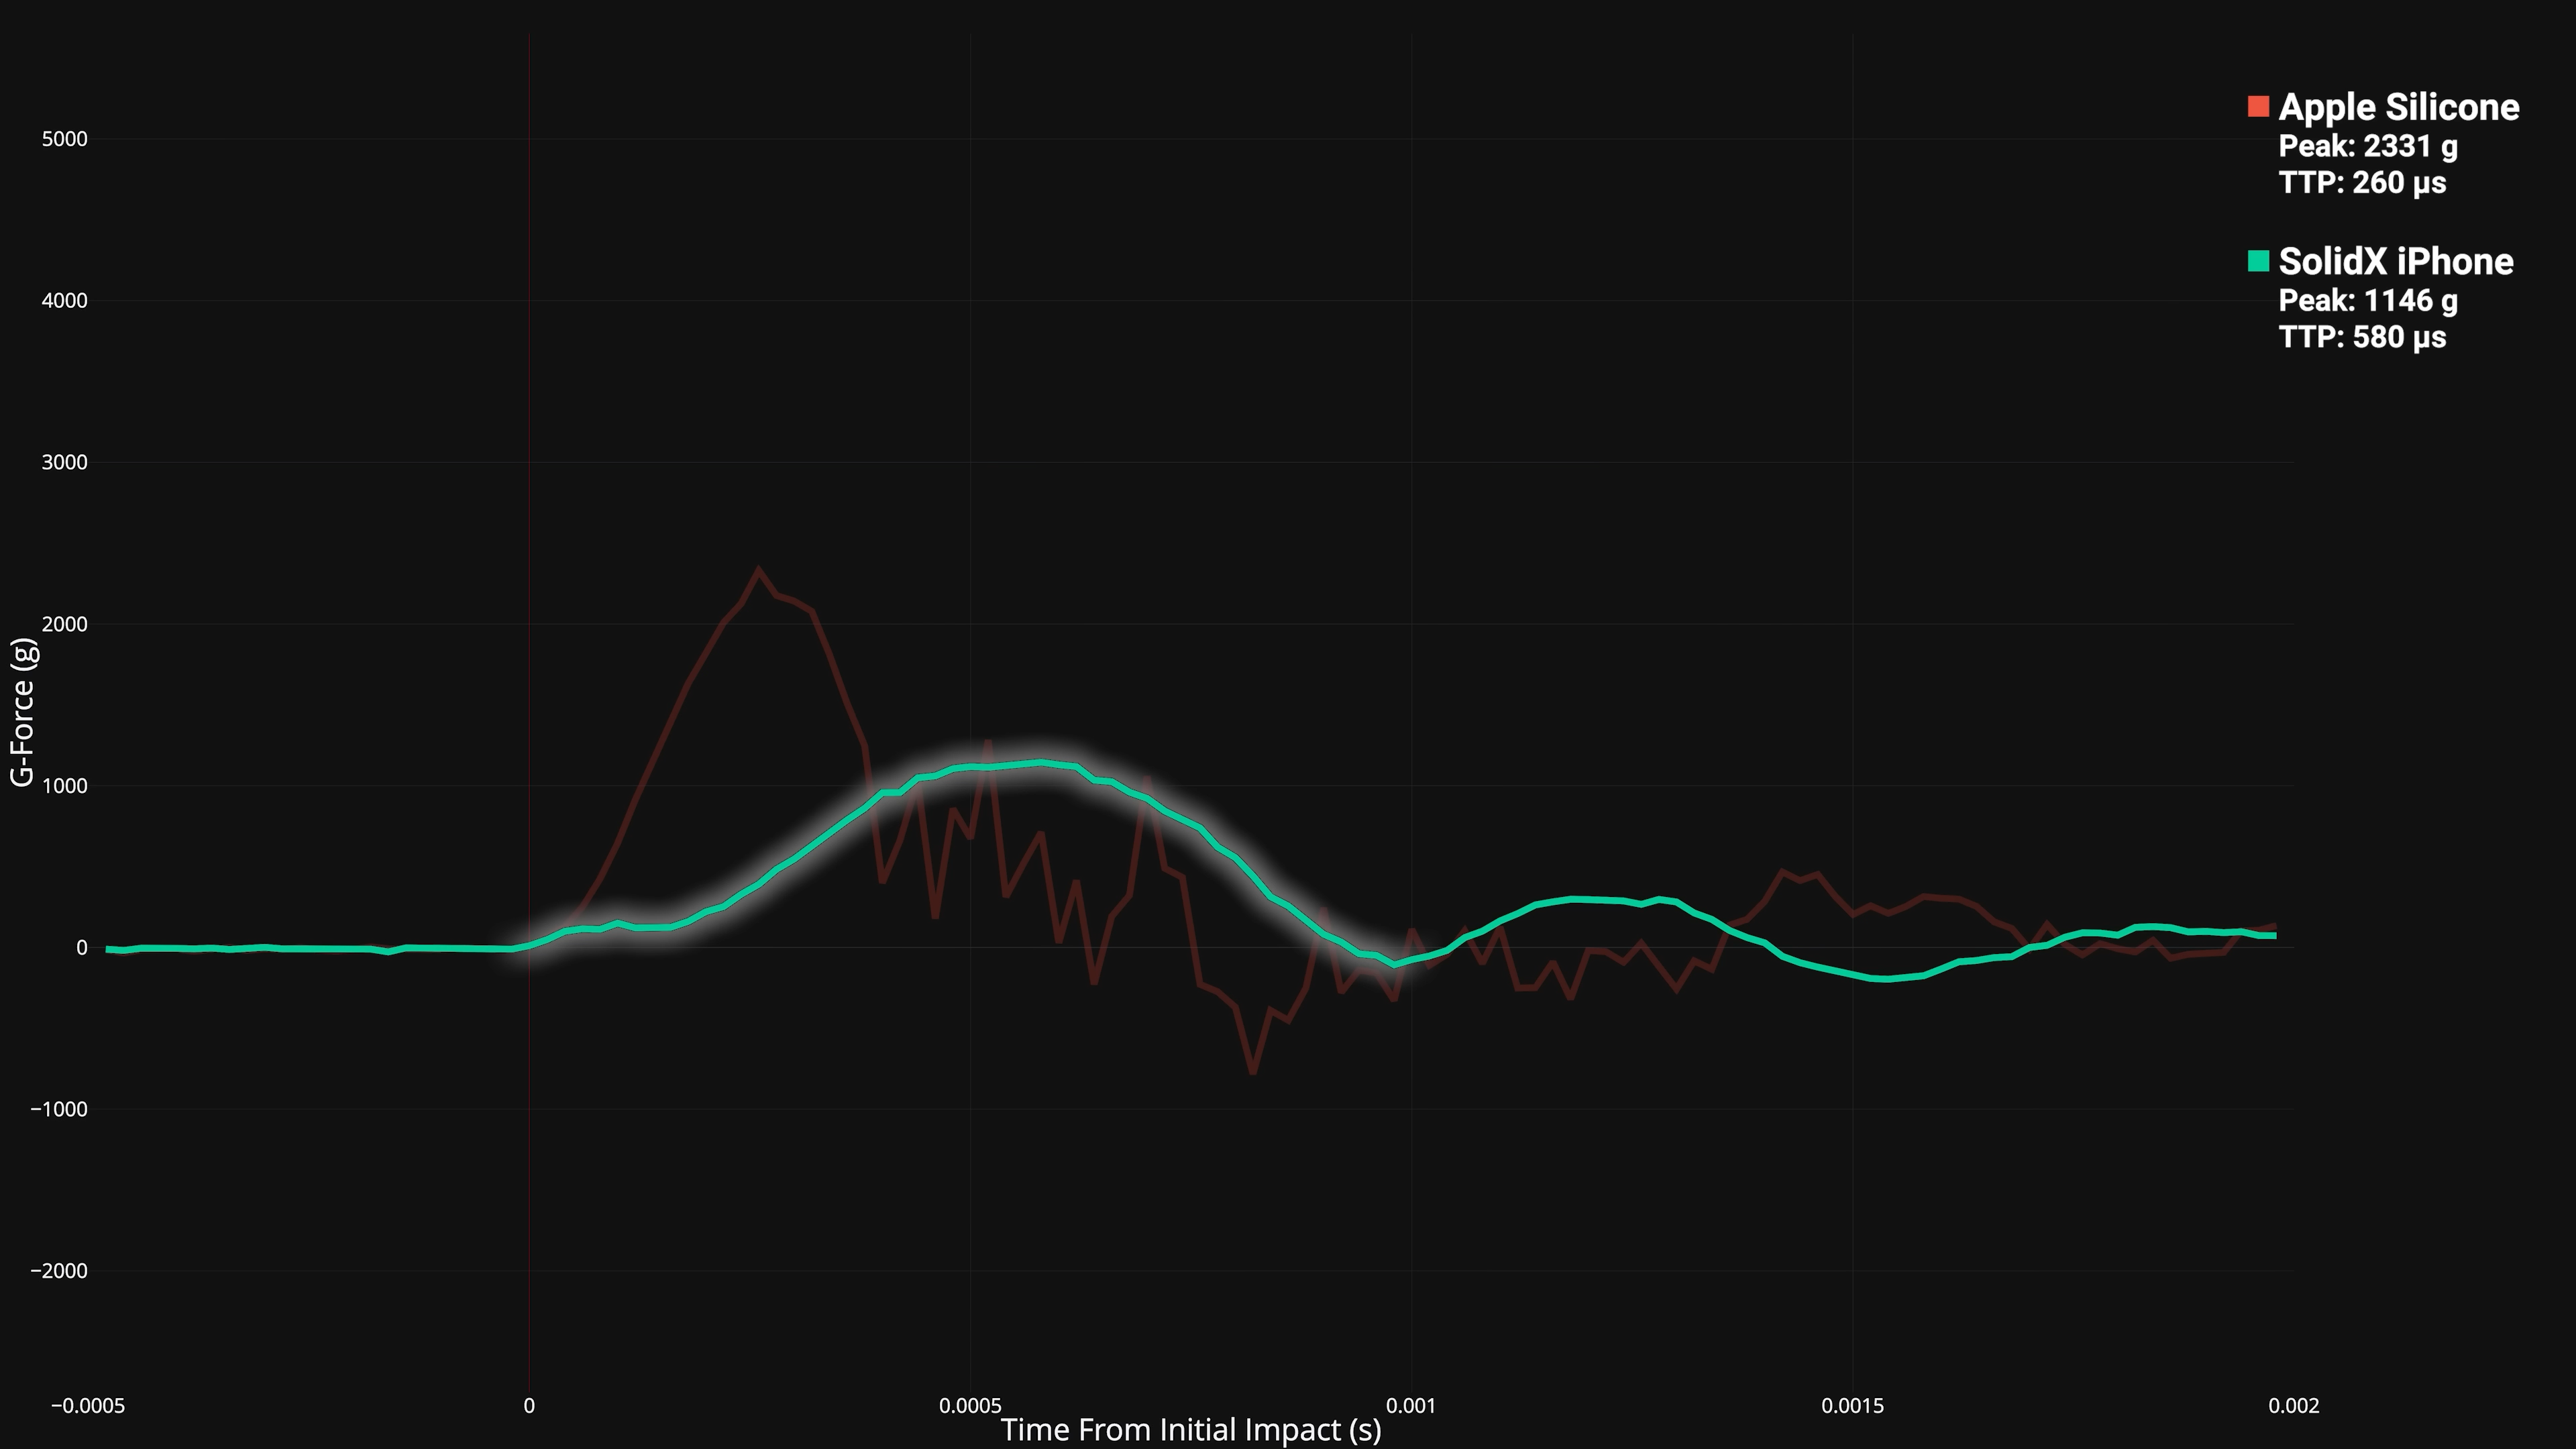 Apple Silicone
Peak: 2331 g
TTP: 260 μs
SolidX iPhone
Peak: 1146 g
TTP: 580 μs
G-Force (g)
5000
4000
3000
2000
1000
0
−1000
−2000
−0.0005 0 0.0005 0.001 0.0015 0.002
Time From Initial Impact (s)